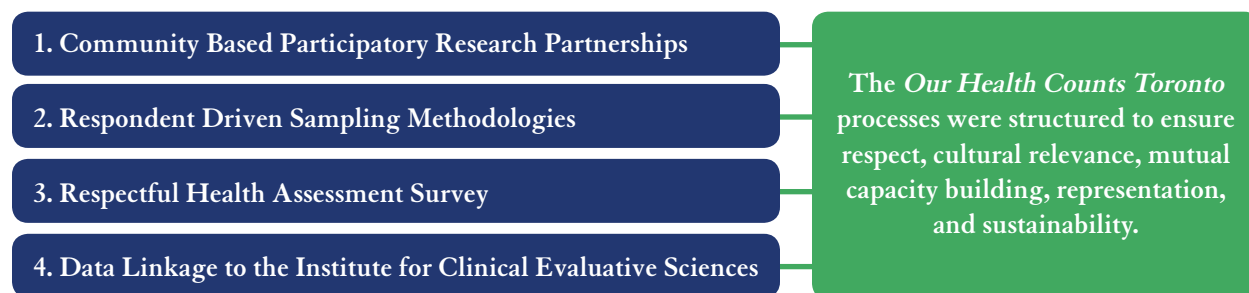 1. Community Based Participatory Research Partnerships
2. Respondent Driven Sampling Methodologies
3. Respectful Health Assessment Survey
4. Data Linkage to the Institute for Clinical Evaluative Sciences
The Our Health Counts Toronto
processes were structured to ensure
respect, cultural relevance, mutual
capacity building, representation,
and sustainability.